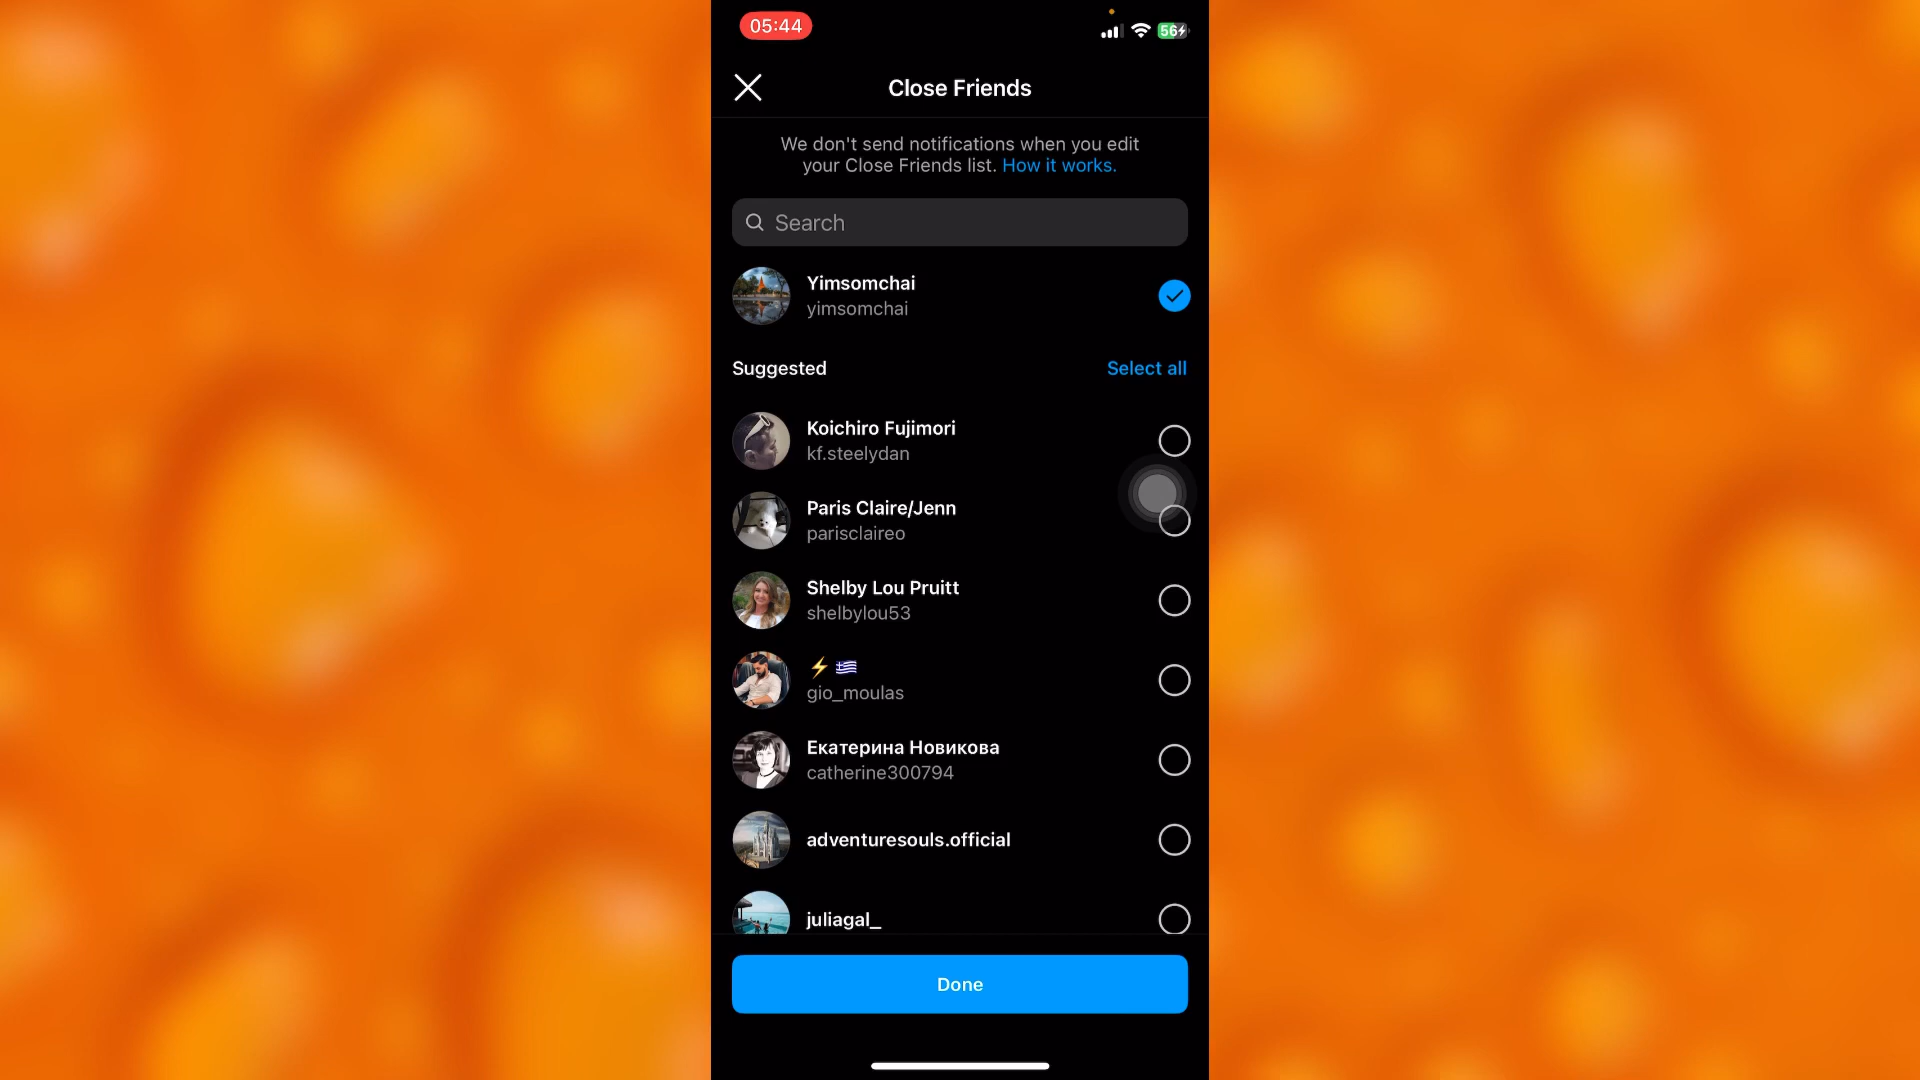 05:44
56
Close Friends
We don't send notifications when you edit
your Close Friends list. How it works.
Search
Yimsomchai
yimsomchai
Suggested
Select all
Koichiro Fujimori
kf.steelydan
Paris Claire/Jenn
parisclaireo
Shelby Lou Pruitt
shelbylou53
⚡️ 🇬🇷
gio_moulas
Екатерина Новикова
catherine300794
adventuresouls.official
juliagal_
Done